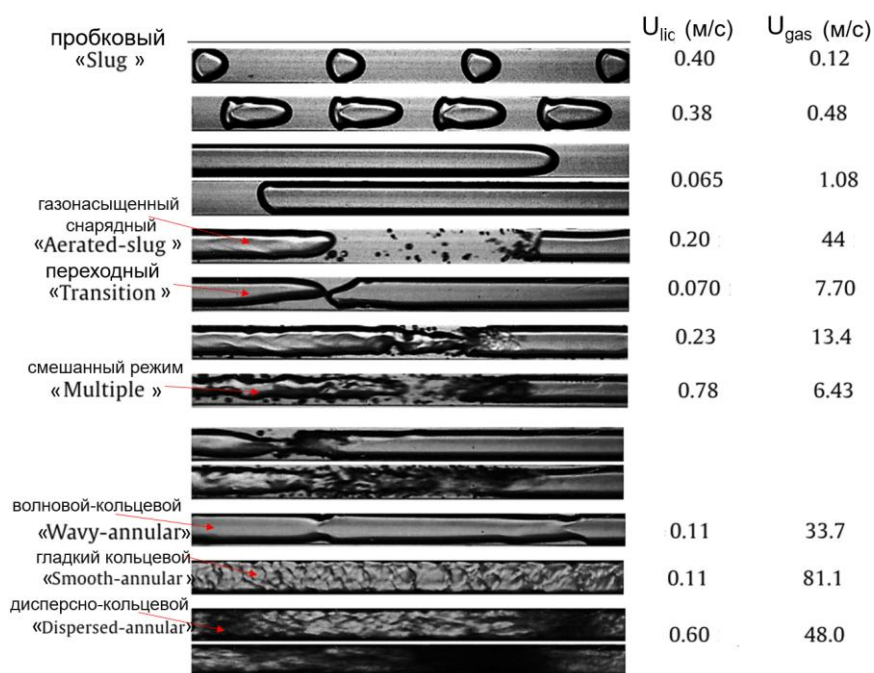 U_lic (м/с) U_gas (м/с)
пробковый
«Slug» 0.40 0.12
0.38 0.48
0.065 1.08
газонасыщенный
снарядный
«Aerated-slug » 0.20 44
переходный
«Transition » 0.070 7.70
0.23 13.4
смешанный режим
«Multiple » 0.78 6.43
волновой-кольцевой
«Wavy-annular» 0.11 33.7
гладкий кольцевой
«Smooth-annular» 0.11 81.1
дисперсно-кольцевой
«Dispersed-annular» 0.60 48.0